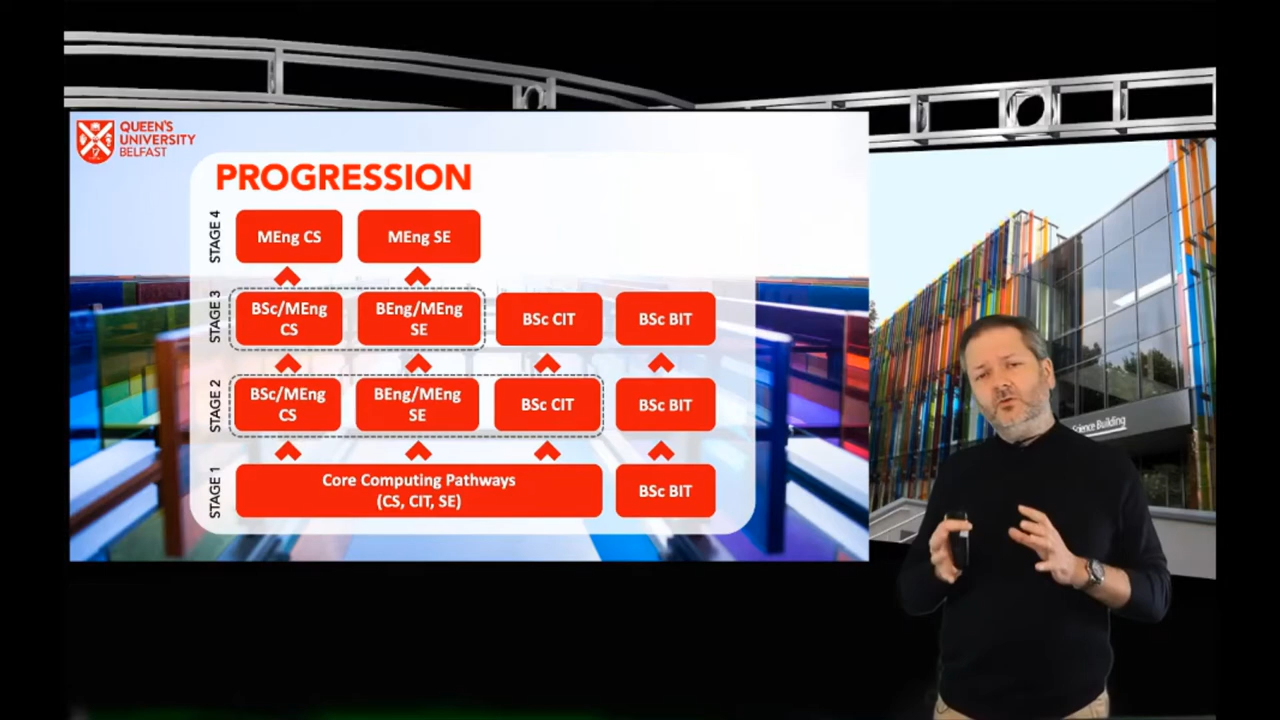 QUEEN'S
UNIVERSITY
BELFAST
PROGRESSION
STAGE 4
MEng CS
MEng SE
STAGE 3
BSc/MEng
CS
BEng/MEng
SE
BSc CIT
BSc BIT
STAGE 2
BSc/MEng
CS
BEng/MEng
SE
BSc CIT
BSc BIT
STAGE 1
Core Computing Pathways
(CS, CIT, SE)
BSc BIT
Science Building